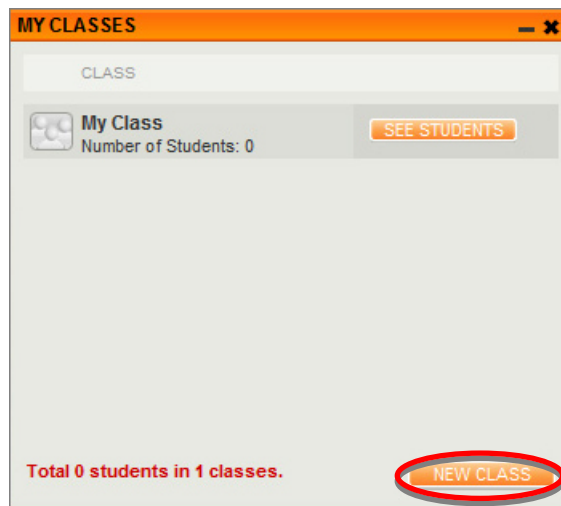 MY CLASSES
CLASS
My Class
SEE STUDENTS
Number of Students: 0
Total 0 students in 1 classes.
NEW CLASS